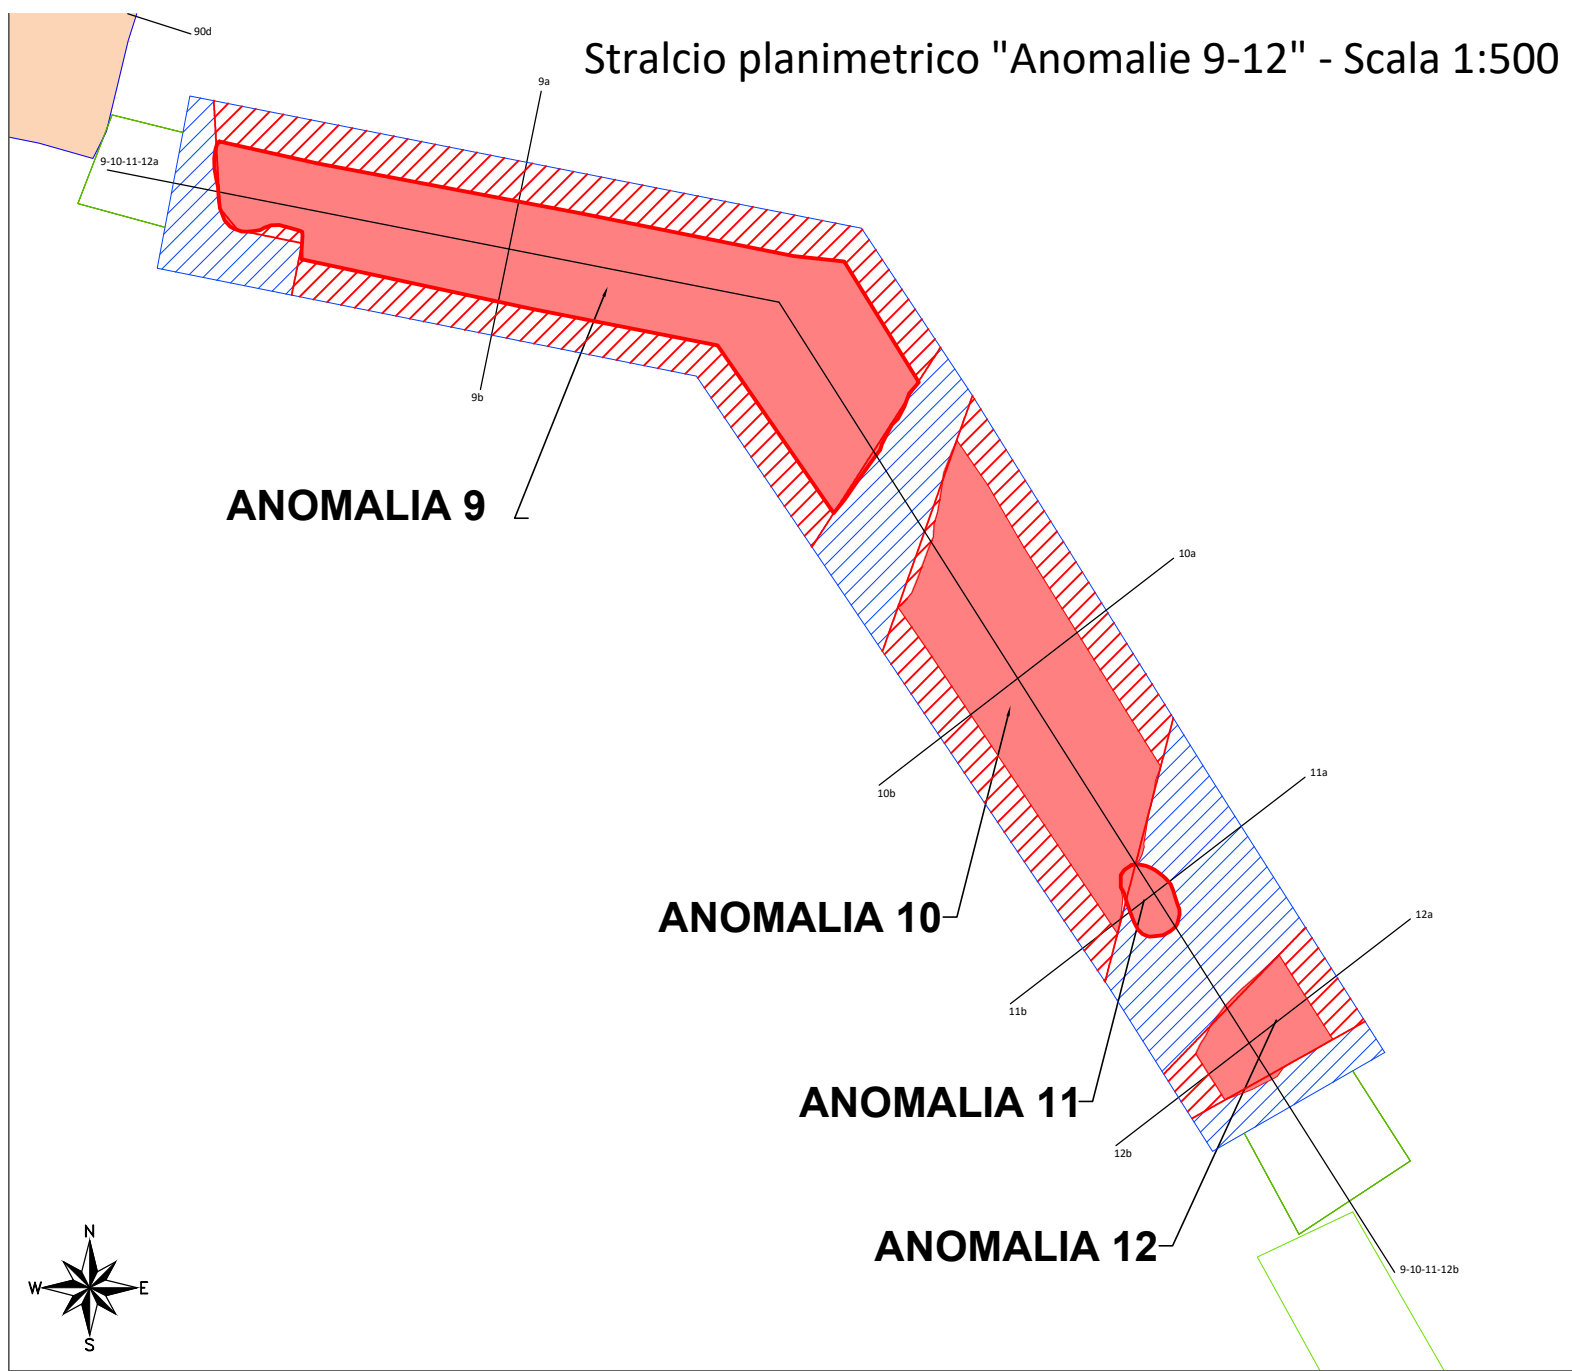 90d
Stralcio planimetrico "Anomalie 9-12" - Scala 1:500
9a
9-10-11-12a
9b
ANOMALIA 9
10a
11a
10b
ANOMALIA 10
12a
11b
ANOMALIA 11
12b
ANOMALIA 12
9-10-11-12b
N
W E
S